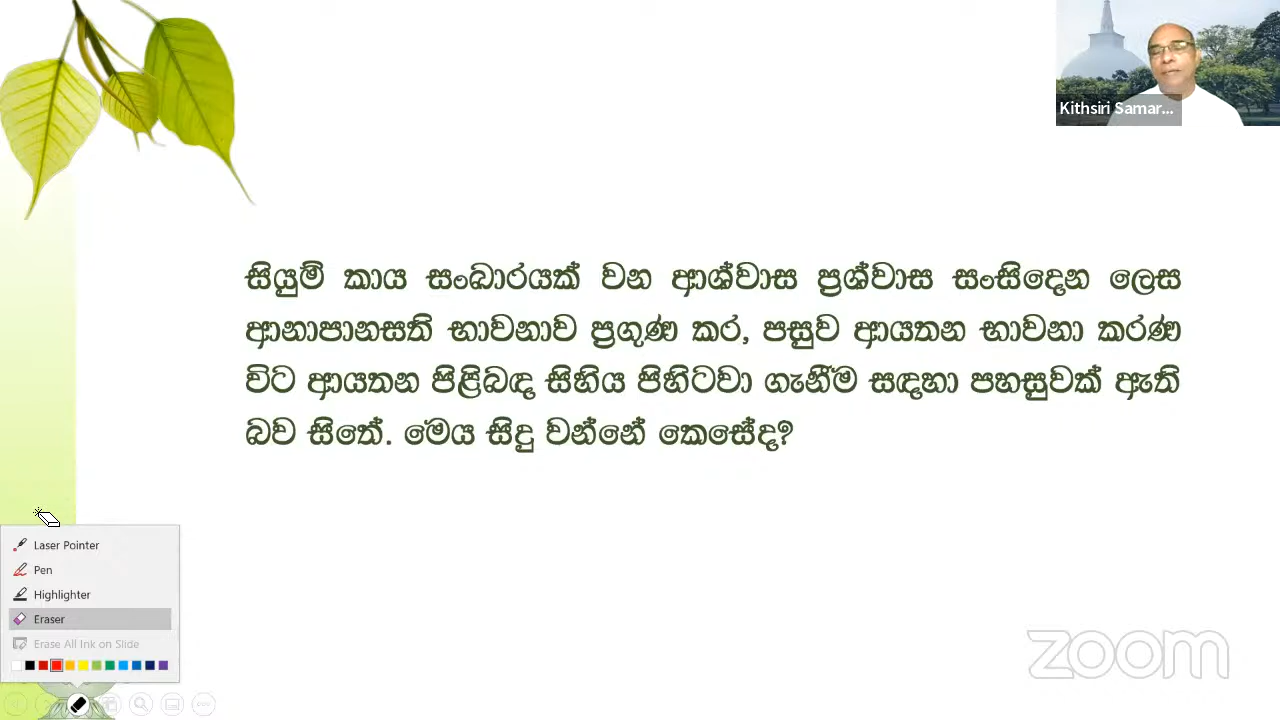 Kithsiri Samar...
සියුම් කාය සංඛාරයක් වන ආශ්වාස ප්‍රශ්වාස සංසිදෙන ලෙස
ආනාපානසති භාවනාව ප්‍රගුණ කර, පසුව ආයතන භාවනා කරණ
විට ආයතන පිළිබඳ සිහිය පිහිටවා ගැනීම සඳහා පහසුවක් ඇති
බව සිතේ. මෙය සිදු වන්නේ කෙසේද?
Laser Pointer
Pen
Highlighter
Eraser
Erase All Ink on Slide
zoom